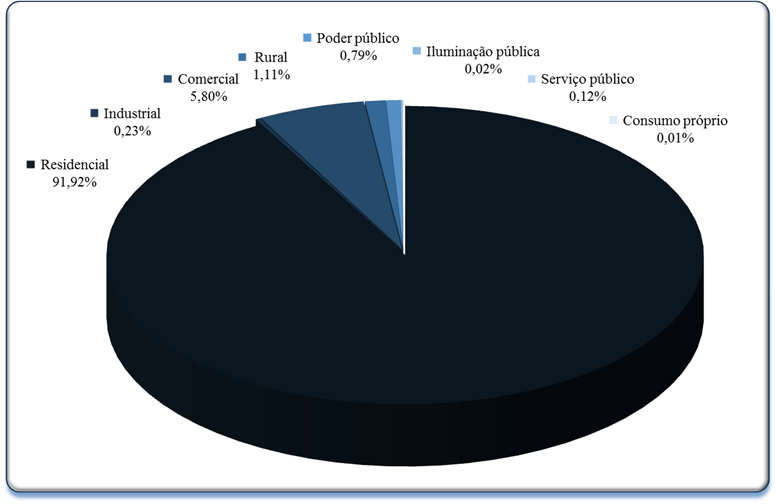 Poder público
0,79%
Iluminação pública
0,02%
Rural
1,11%
Comercial
5,80%
Serviço público
0,12%
Industrial
0,23%
Consumo próprio
0,01%
Residencial
91,92%